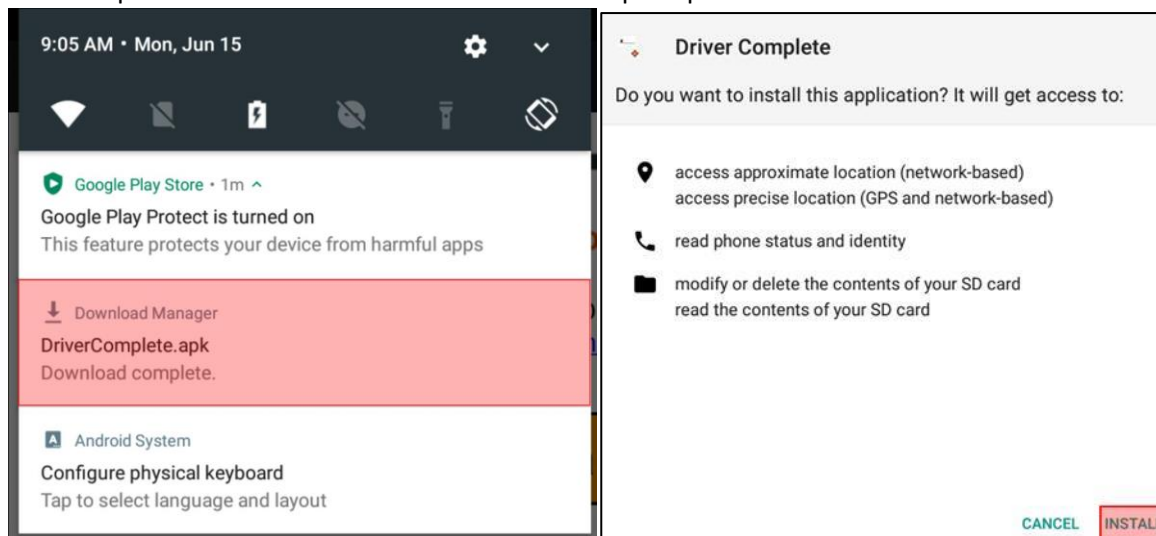 9:05 AM • Mon, Jun 15
Google Play Store • 1m
Google Play Protect is turned on
This feature protects your device from harmful apps
Download Manager
DriverComplete.apk
Download complete.
Android System
Configure physical keyboard
Tap to select language and layout
Driver Complete
Do you want to install this application? It will get access to:
access approximate location (network-based)
access precise location (GPS and network-based)
read phone status and identity
modify or delete the contents of your SD card
read the contents of your SD card
CANCEL INSTAL